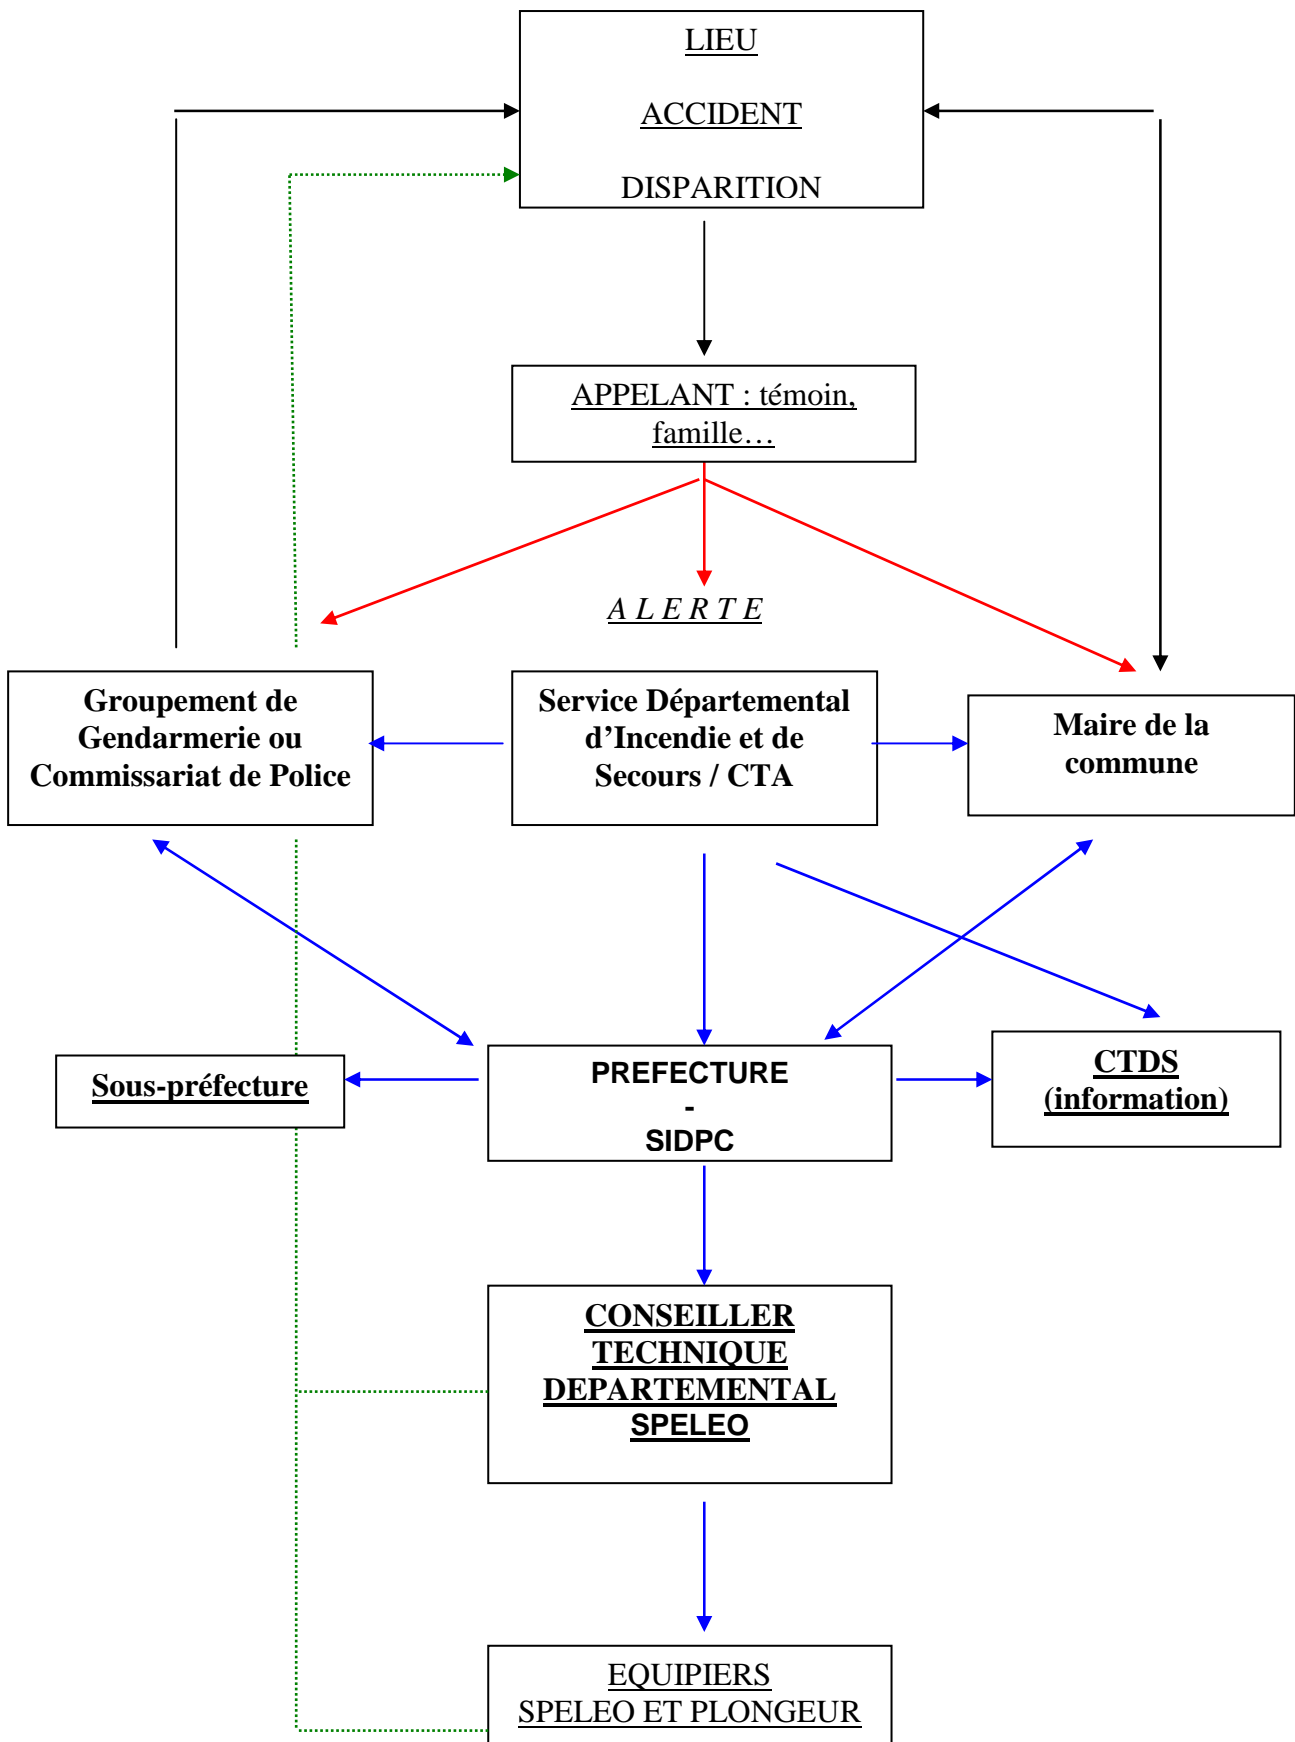 LIEU
ACCIDENT
DISPARITION
APPELANT : témoin,
famille…
A L E R T E
Groupement de
Gendarmerie ou
Commissariat de Police
Service Départemental
d’Incendie et de
Secours / CTA
Maire de la
commune
Sous-préfecture
PREFECTURE
-
SIDPC
CTDS
(information)
CONSEILLER
TECHNIQUE
DEPARTEMENTAL
SPELEO
EQUIPIERS
SPELEO ET PLONGEUR